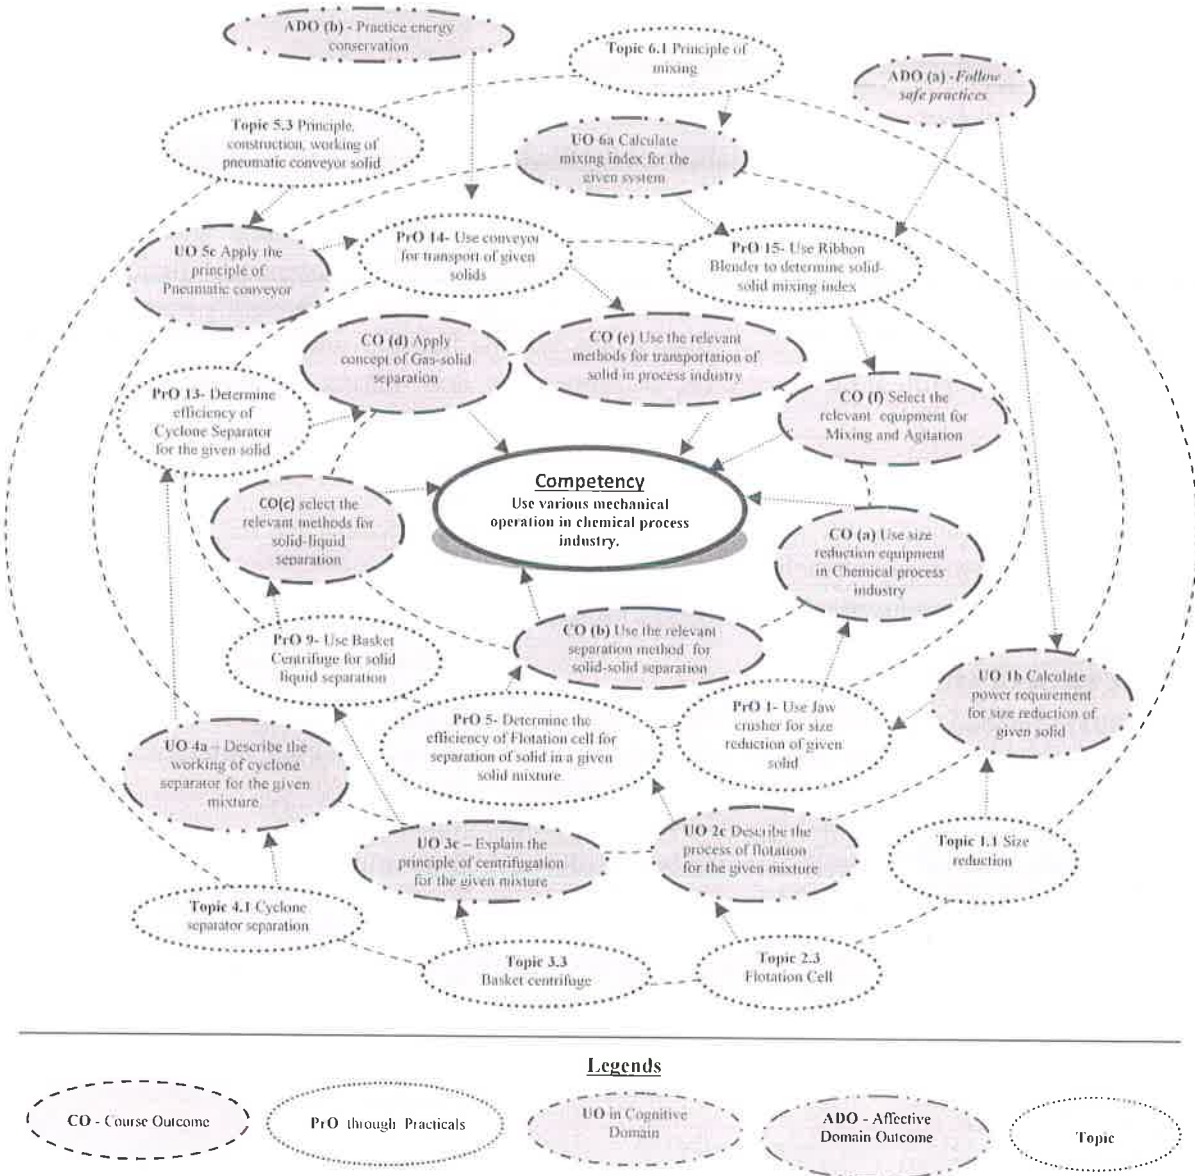 ADO (b) - Practice energy
conservation
Topic 6.1 Principle of
mixing
ADO (a) -Follow
safe practices
Topic 5.3 Principle,
construction, working of
pneumatic conveyor solid
UO 6a Calculate
mixing index for the
given system
UO 5c Apply the
principle of
Pneumatic conveyor
PrO 14- Use conveyor
for transport of given
solids
PrO 15- Use Ribbon
Blender to determine solid-
solid mixing index
CO (d) Apply
concept of Gas-solid
separation
CO (e) Use the relevant
methods for transportation of
solid in process industry
PrO 13- Determine
efficiency of
Cyclone Separator
for the given solid
CO (f) Select the
relevant equipment for
Mixing and Agitation
Competency
Use various mechanical
operation in chemical process
industry.
CO(c) select the
relevant methods for
solid-liquid
separation
CO (a) Use size
reduction equipment
in Chemical process
industry
PrO 9- Use Basket
Centrifuge for solid
liquid separation
CO (b) Use the relevant
separation method for
solid-solid separation
UO 1b Calculate
power requirement
for size reduction of
given solid
PrO 5- Determine the
efficiency of Flotation cell for
separation of solid in a given
solid mixture
PrO 1- Use Jaw
crusher for size
reduction of given
solid
UO 4a – Describe the
working of cyclone
separator for the given
mixture
UO 3c – Explain the
principle of centrifugation
for the given mixture
UO 2c Describe the
process of flotation
for the given mixture
Topic 1.1 Size
reduction
Topic 4.1 Cyclone
separator separation
Topic 3.3
Basket centrifuge
Topic 2.3
Flotation Cell
Legends
CO - Course Outcome
PrO through Practicals
UO in Cognitive
Domain
ADO - Affective
Domain Outcome
Topic